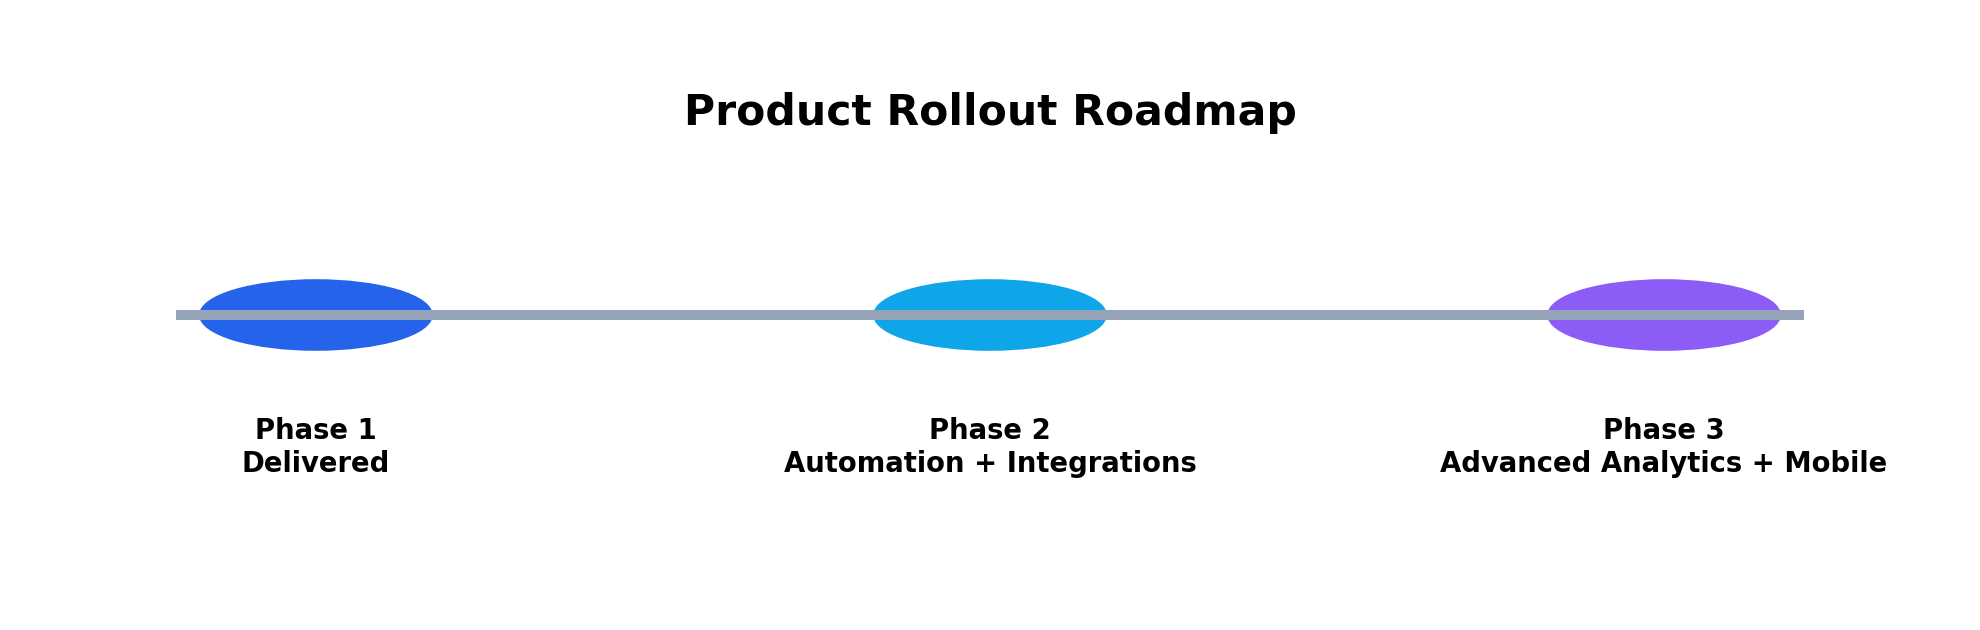 Product Rollout Roadmap
Phase 1
Delivered
Phase 2
Automation + Integrations
Phase 3
Advanced Analytics + Mobile